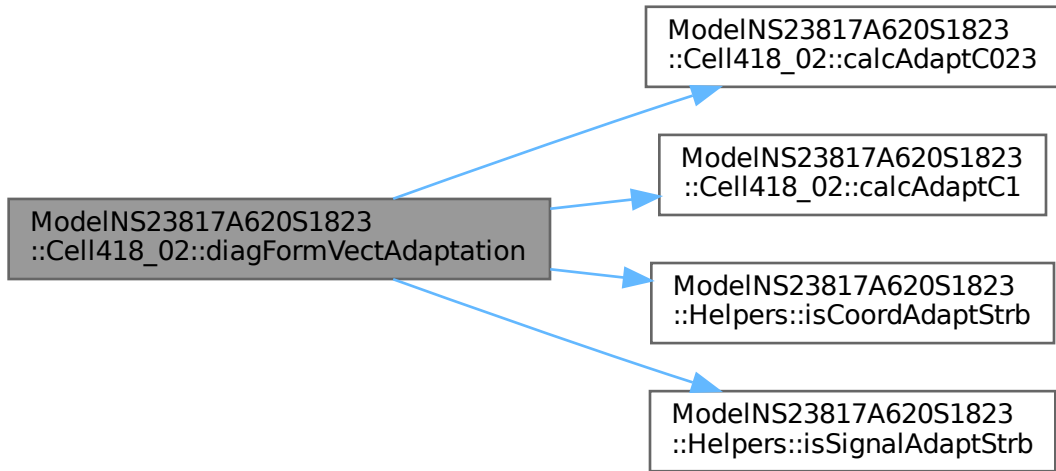 ModelNS23817A620S1823
::Cell418_02::diagFormVectAdaptation
ModelNS23817A620S1823
::Cell418_02::calcAdaptC023
ModelNS23817A620S1823
::Cell418_02::calcAdaptC1
ModelNS23817A620S1823
::Helpers::isCoordAdaptStrb
ModelNS23817A620S1823
::Helpers::isSignalAdaptStrb